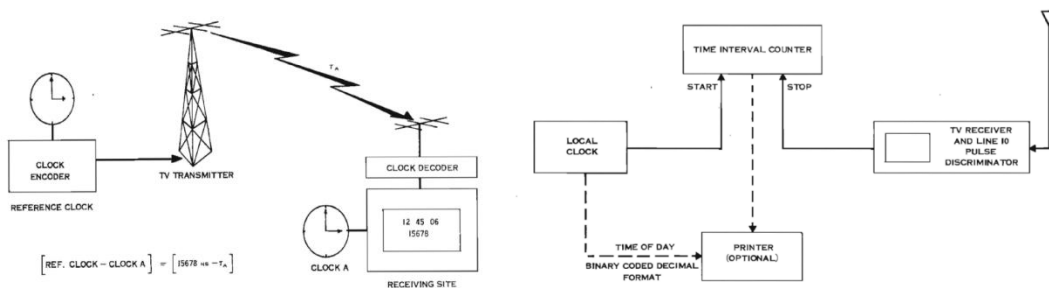 τA
CLOCK
ENCODER
TV TRANSMITTER
REFERENCE CLOCK
CLOCK DECODER
12 45 06
15678
CLOCK A
RECEIVING SITE
[REF. CLOCK – CLOCK A] = [15678 ns – τA]
TIME INTERVAL COUNTER
START
STOP
LOCAL
CLOCK
TV RECEIVER
AND LINE 10
PULSE
DISCRIMINATOR
TIME OF DAY
BINARY CODED DECIMAL
FORMAT
PRINTER
(OPTIONAL)